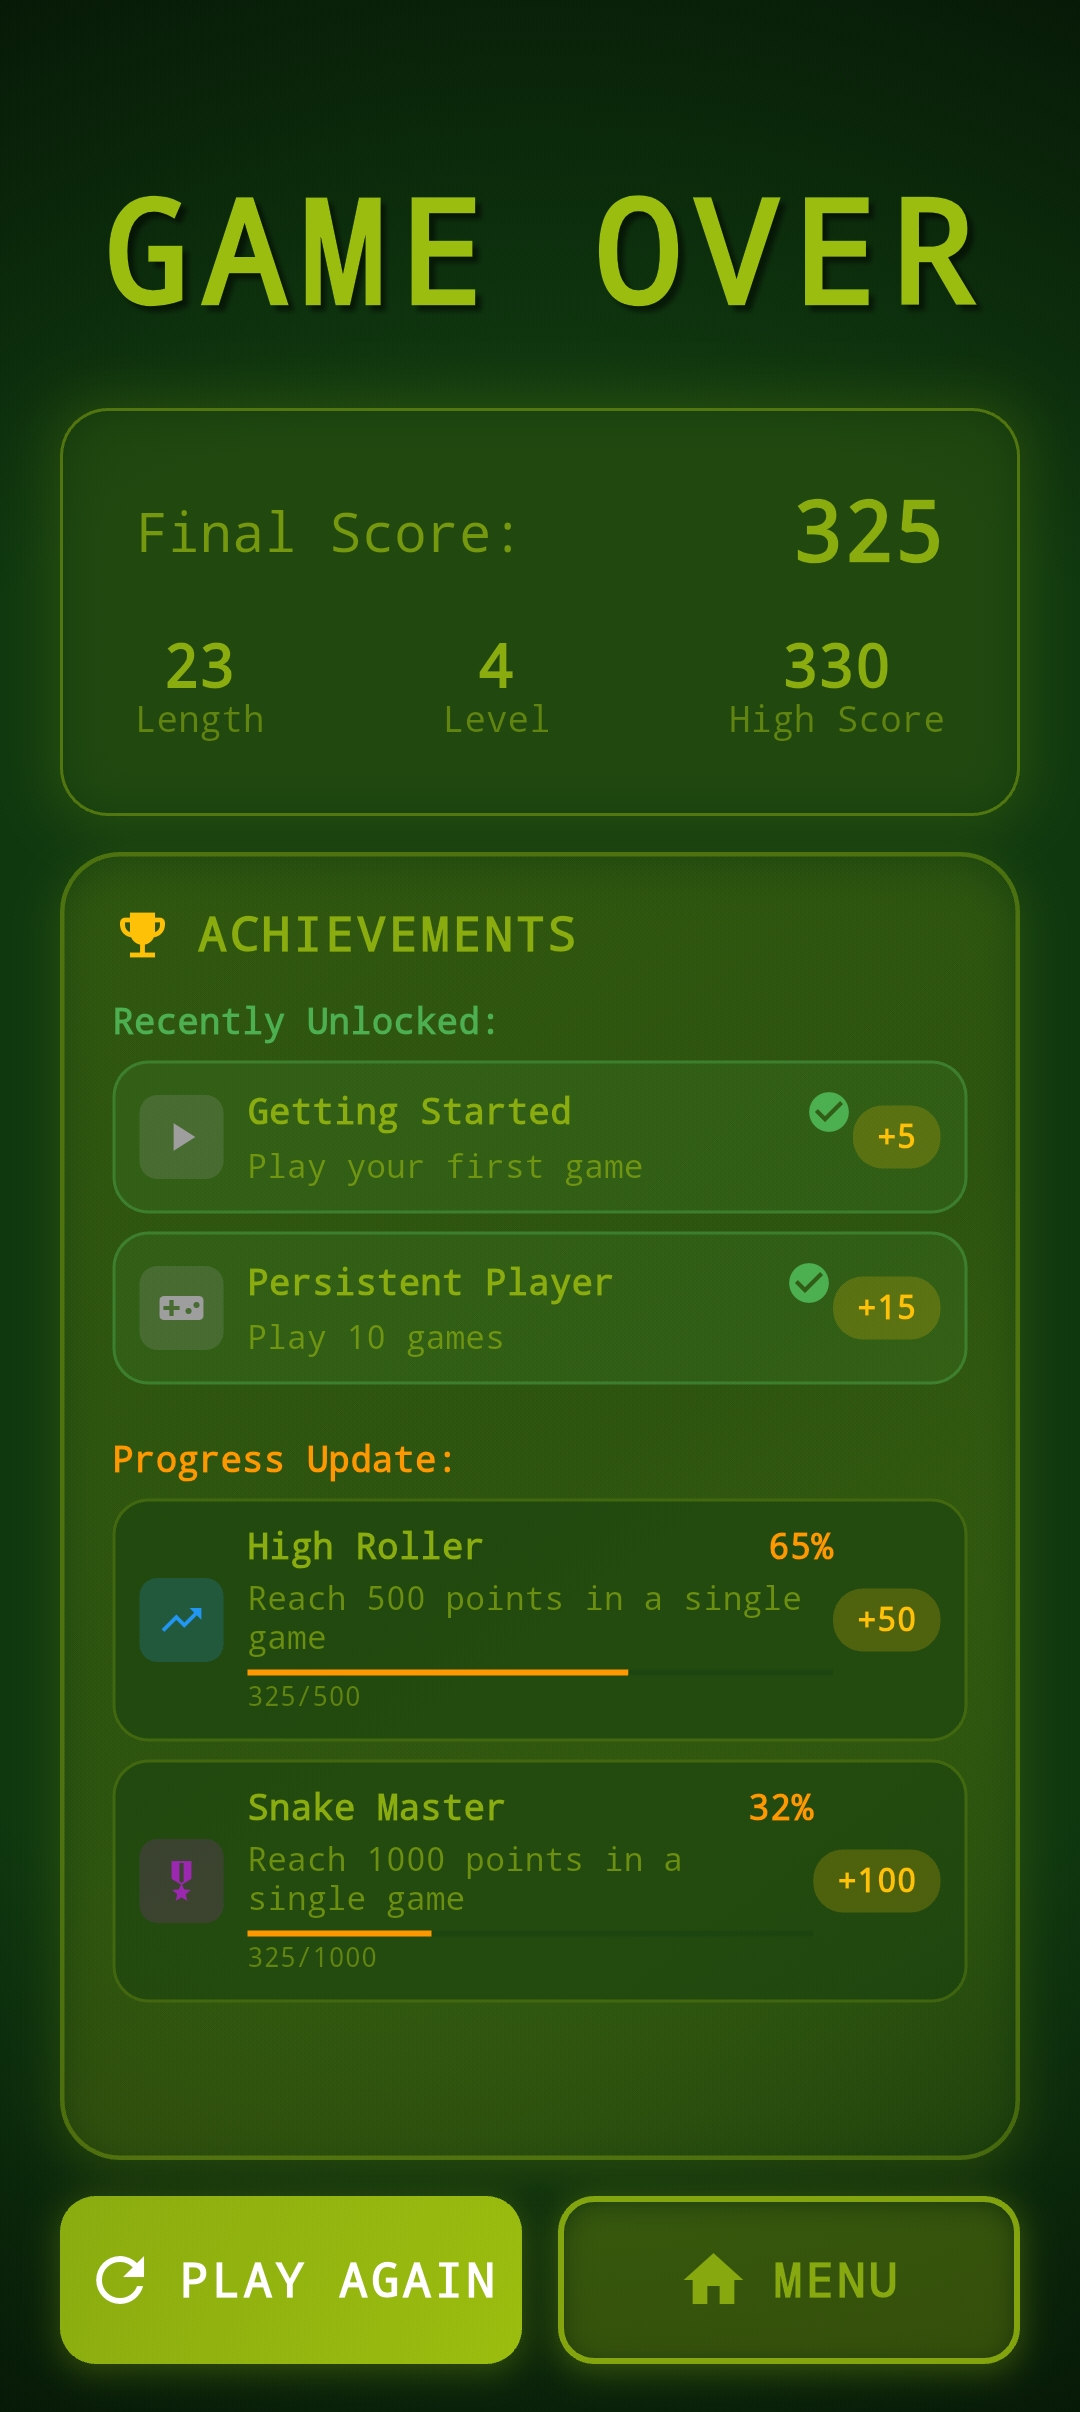 GAME OVER
Final Score: 325
23 4 330
Length Level High Score
ACHIEVEMENTS
Recently Unlocked:
Getting Started
Play your first game
+5
Persistent Player
Play 10 games
+15
Progress Update:
High Roller 65%
Reach 500 points in a single
game
+50
325/500
Snake Master 32%
Reach 1000 points in a
single game
+100
325/1000
PLAY AGAIN MENU